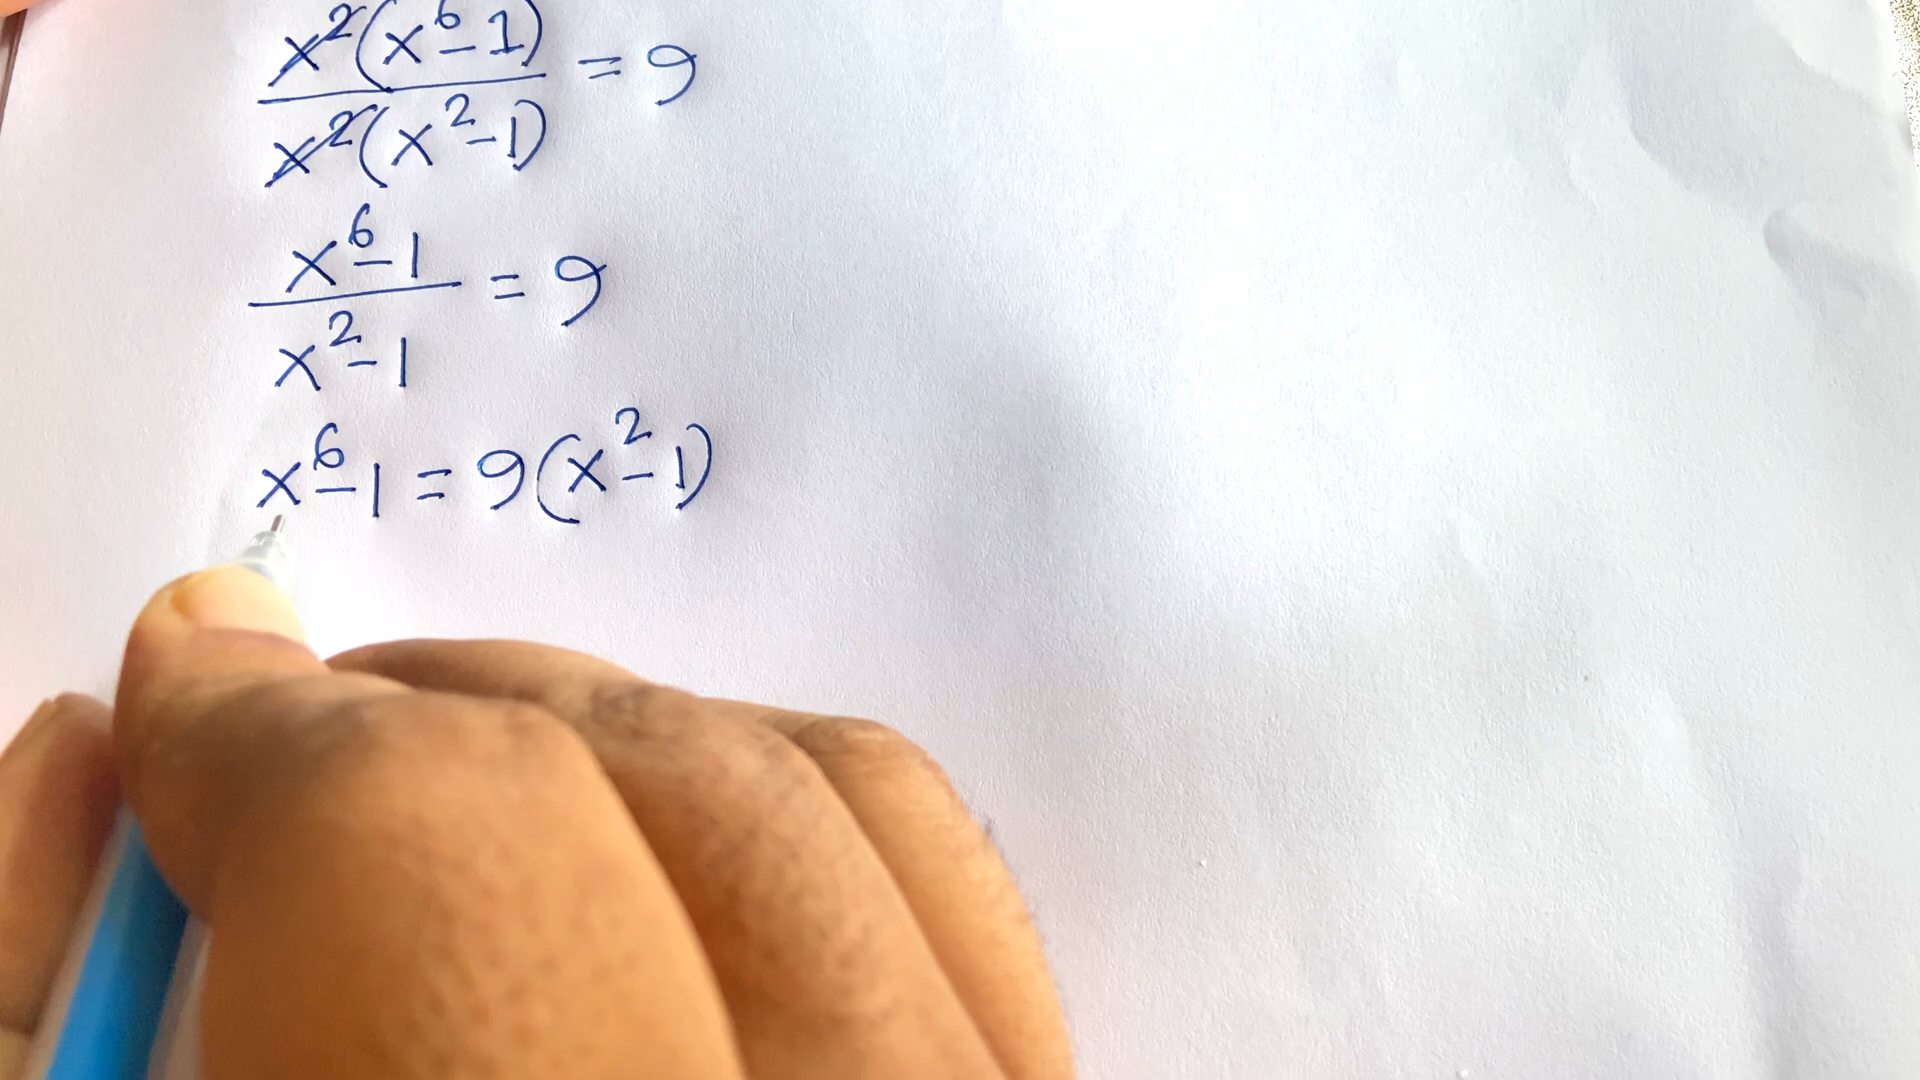 x²(x⁶-1)
x²(x²-1) = 9
x⁶-1
x²-1 = 9
x⁶-1 = 9(x²-1)